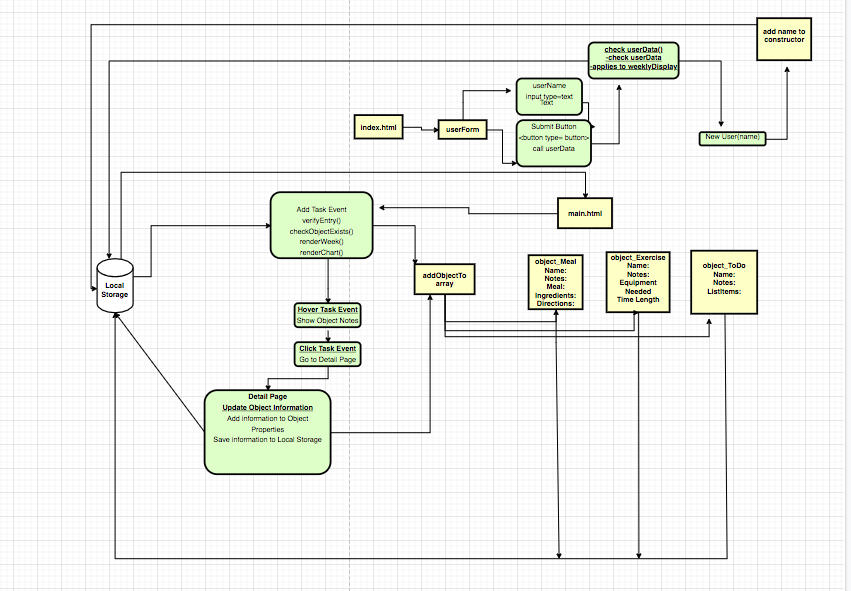 add name to
constructor
check userData()
-check userData
-applies to weeklyDisplay
userName
input type=text
Text
Submit Button
<button type= button>
call userData
index.html
userForm
New User(name)
main.html
Add Task Event
verifyEntry()
checkObjectExists()
renderWeek()
renderChart()
Local
Storage
addObjectTo
array
object_Meal
Name:
Notes:
Meal:
Ingredients:
Directions:
object_Exercise
Name:
Notes:
Equipment
Needed
Time Length
object_ToDo
Name:
Notes:
ListItems:
Hover Task Event
Show Object Notes
Click Task Event
Go to Detail Page
Detail Page
Update Object Information
Add information to Object
Properties
Save information to Local Storage